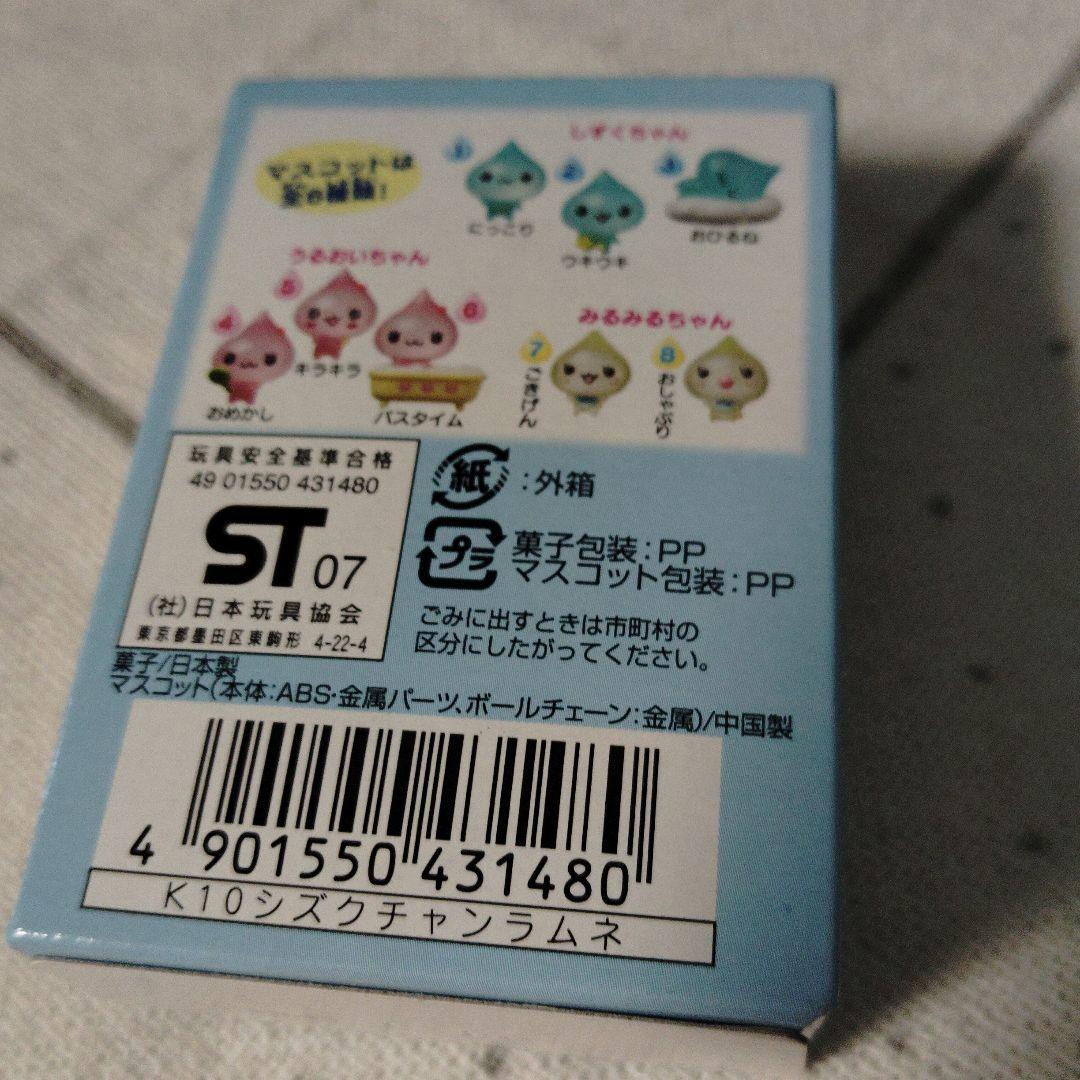 マスコットは
全8種類!
しずくちゃん
1
にっこり
2
ウキウキ
3
おひるね
うるおいちゃん
4
おめかし
5
キラキラ
6
バスタイム
みるみるちゃん
7
ごきげん
8
おしゃぶり
玩具安全基準合格
49 01550 431480
ST 07
(社)日本玩具協会
東京都墨田区東駒形 4-22-4
紙:外箱
プラ
菓子包装:PP
マスコット包装:PP
ごみに出すときは市町村の
区分にしたがってください。
菓子/日本製
マスコット(本体:ABS・金属パーツ、ボールチェーン:金属)/中国製
4 901550 431480
K10シズクチャンラムネ